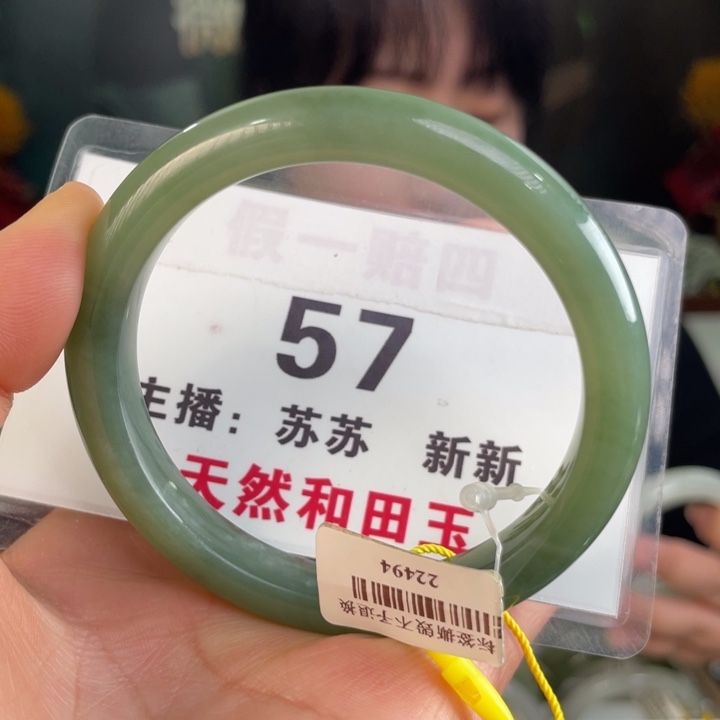 假一赔四
57
主播：苏苏 新新
天然和田玉
22494
标签撕毁不予退换